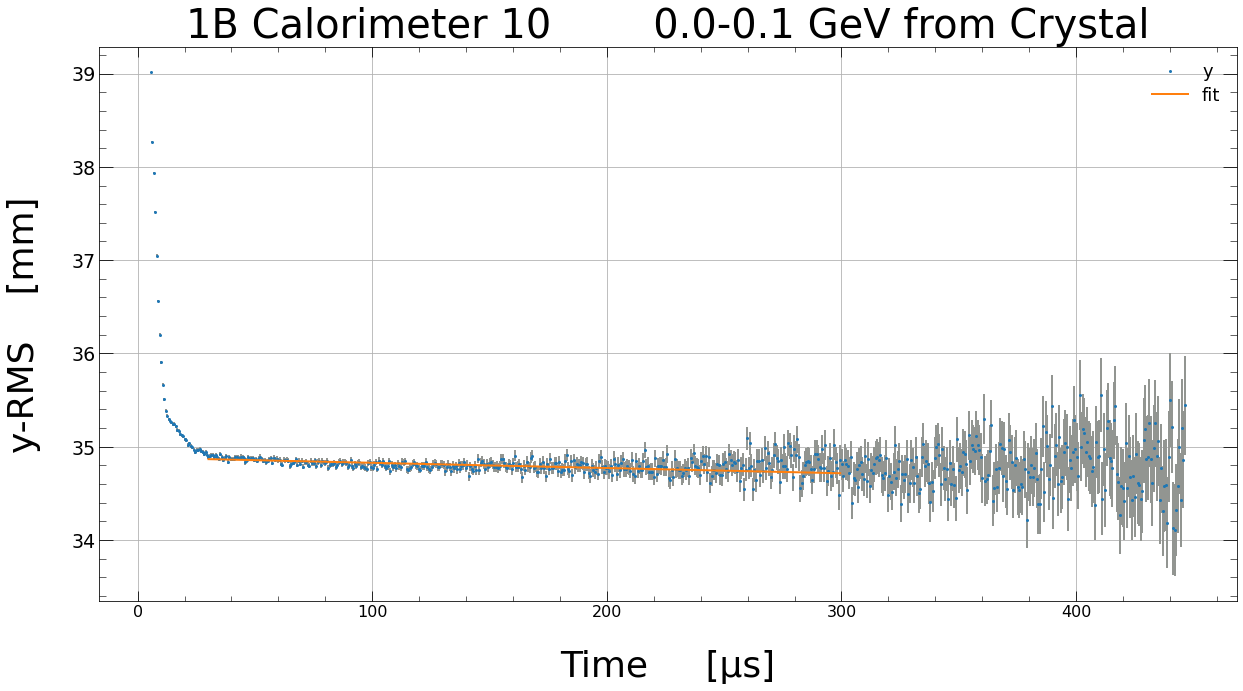 1B Calorimeter 10 0.0-0.1 GeV from Crystal
y
fit
39
38
37
36
35
34
y-RMS [mm]
0 100 200 300 400
Time [μs]